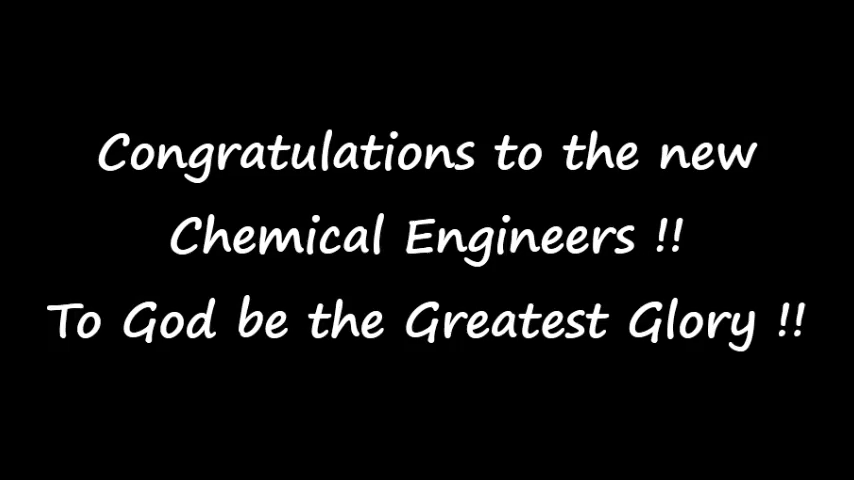 Congratulations to the new
Chemical Engineers !!
To God be the Greatest Glory !!